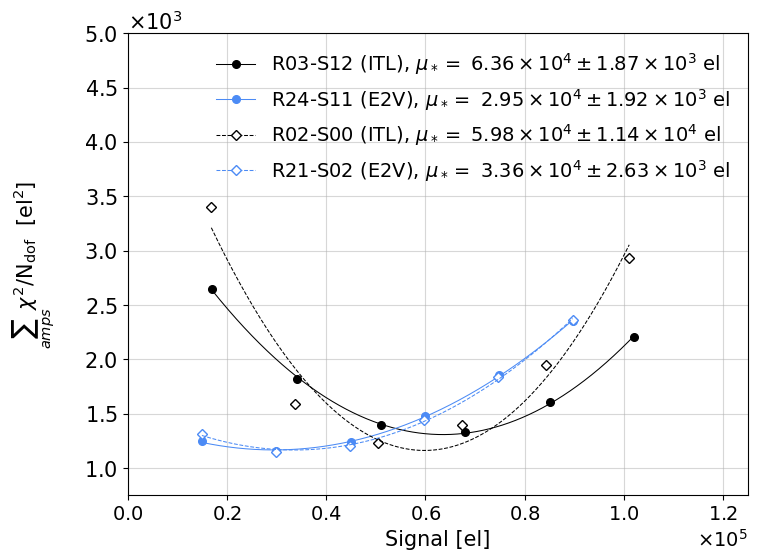 ×10³
5.0
4.5
4.0
3.5
3.0
2.5
2.0
1.5
1.0
∑ χ²/N_dof [el²]
amps
R03-S12 (ITL), μ* = 6.36 × 10⁴ ± 1.87 × 10³ el
R24-S11 (E2V), μ* = 2.95 × 10⁴ ± 1.92 × 10³ el
R02-S00 (ITL), μ* = 5.98 × 10⁴ ± 1.14 × 10⁴ el
R21-S02 (E2V), μ* = 3.36 × 10⁴ ± 2.63 × 10³ el
0.0 0.2 0.4 0.6 0.8 1.0 1.2
Signal [el]
×10⁵